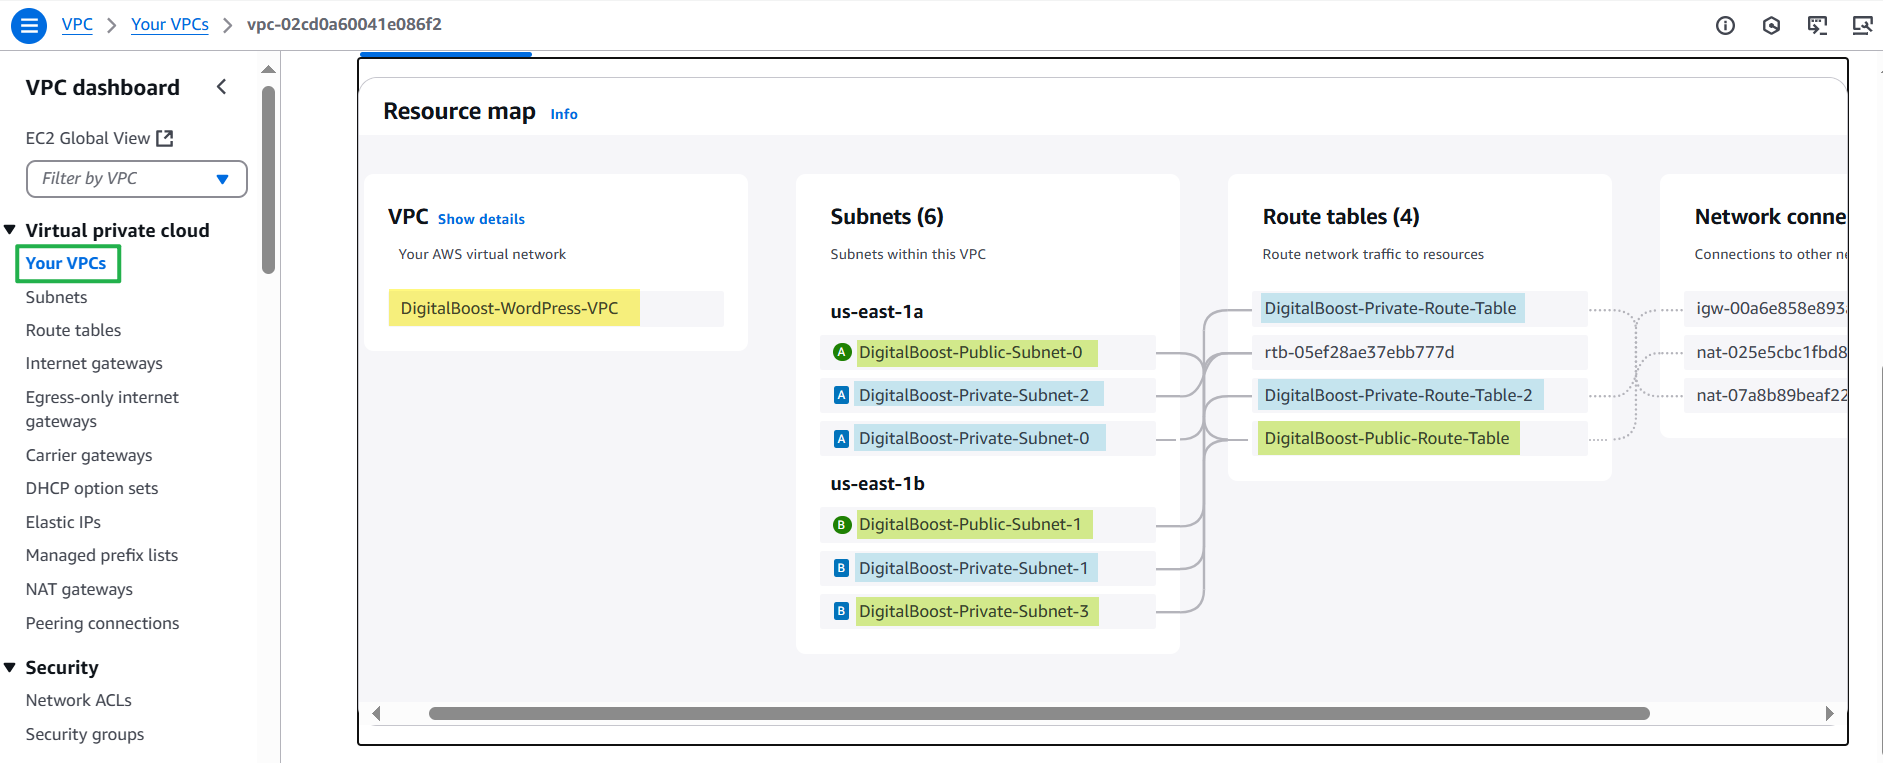 VPC > Your VPCs > vpc-02cd0a60041e086f2
VPC dashboard
EC2 Global View
Filter by VPC
Virtual private cloud
Your VPCs
Subnets
Route tables
Internet gateways
Egress-only internet
gateways
Carrier gateways
DHCP option sets
Elastic IPs
Managed prefix lists
NAT gateways
Peering connections
Security
Network ACLs
Security groups
Resource map Info
VPC Show details
Your AWS virtual network
DigitalBoost-WordPress-VPC
Subnets (6)
Subnets within this VPC
us-east-1a
A DigitalBoost-Public-Subnet-0
A DigitalBoost-Private-Subnet-2
A DigitalBoost-Private-Subnet-0
us-east-1b
B DigitalBoost-Public-Subnet-1
B DigitalBoost-Private-Subnet-1
B DigitalBoost-Private-Subnet-3
Route tables (4)
Route network traffic to resources
DigitalBoost-Private-Route-Table
rtb-05ef28ae37ebb777d
DigitalBoost-Private-Route-Table-2
DigitalBoost-Public-Route-Table
Network conne
Connections to other
igw-00a6e858e893
nat-025e5cbc1fbd8
nat-07a8b89beaf22